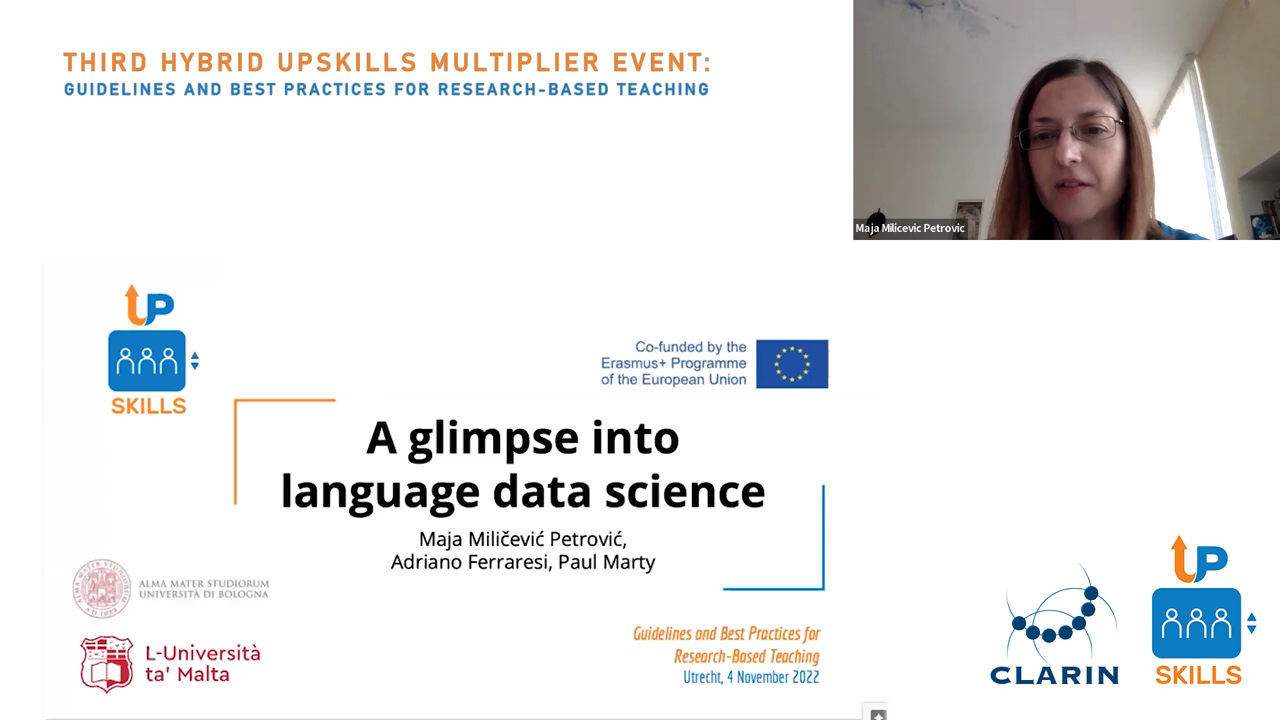 THIRD HYBRID UPSKILLS MULTIPLIER EVENT:
GUIDELINES AND BEST PRACTICES FOR RESEARCH-BASED TEACHING
Maja Milicevic Petrovic
UP
SKILLS
Co-funded by the
Erasmus+ Programme
of the European Union
A glimpse into
language data science
Maja Miličević Petrović,
Adriano Ferraresi, Paul Marty
ALMA MATER STUDIORUM
UNIVERSITÀ DI BOLOGNA
L-Università
ta' Malta
Guidelines and Best Practices for
Research-Based Teaching
Utrecht, 4 November 2022
CLARIN
UP
SKILLS